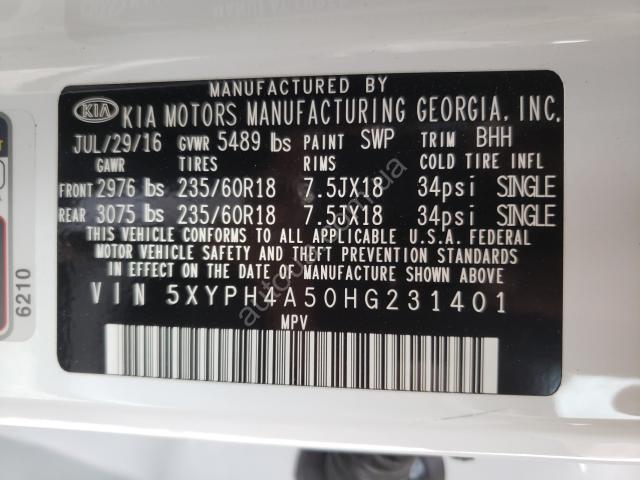 MANUFACTURED BY
KIA KIA MOTORS MANUFACTURING GEORGIA, INC.
JUL/29/16 GVWR 5489 lbs PAINT SWP TRIM BHH
GAWR TIRES RIMS COLD TIRE INFL
FRONT 2976 lbs 235/60R18 7.5JX18 34psi SINGLE
REAR 3075 lbs 235/60R18 7.5JX18 34psi SINGLE
THIS VEHICLE CONFORMS TO ALL APPLICABLE U.S.A. FEDERAL
MOTOR VEHICLE SAFETY AND THEFT PREVENTION STANDARDS
IN EFFECT ON THE DATE OF MANUFACTURE SHOWN ABOVE.
VIN 5XYPH4A50HG231401
MPV
6210